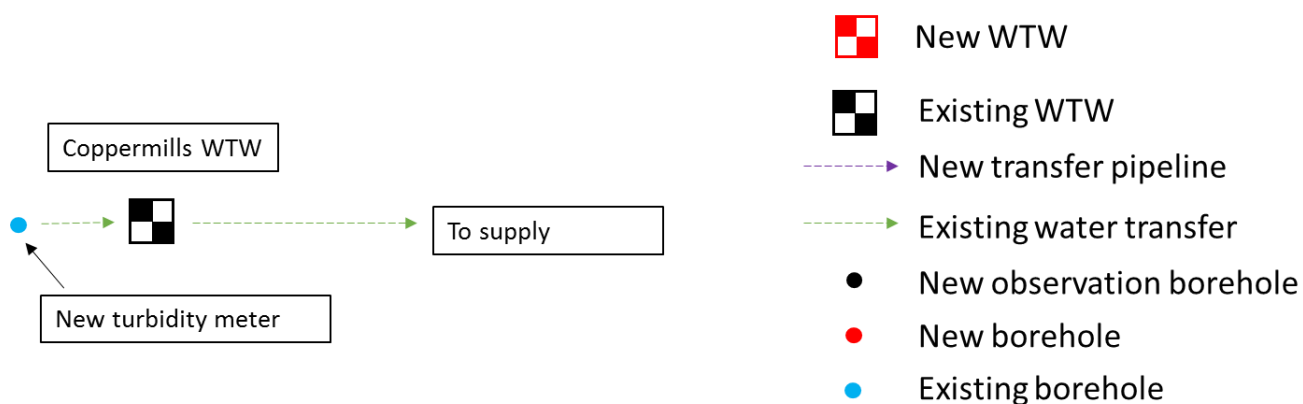 Coppermills WTW
To supply
New turbidity meter
New WTW
Existing WTW
New transfer pipeline
Existing water transfer
New observation borehole
New borehole
Existing borehole